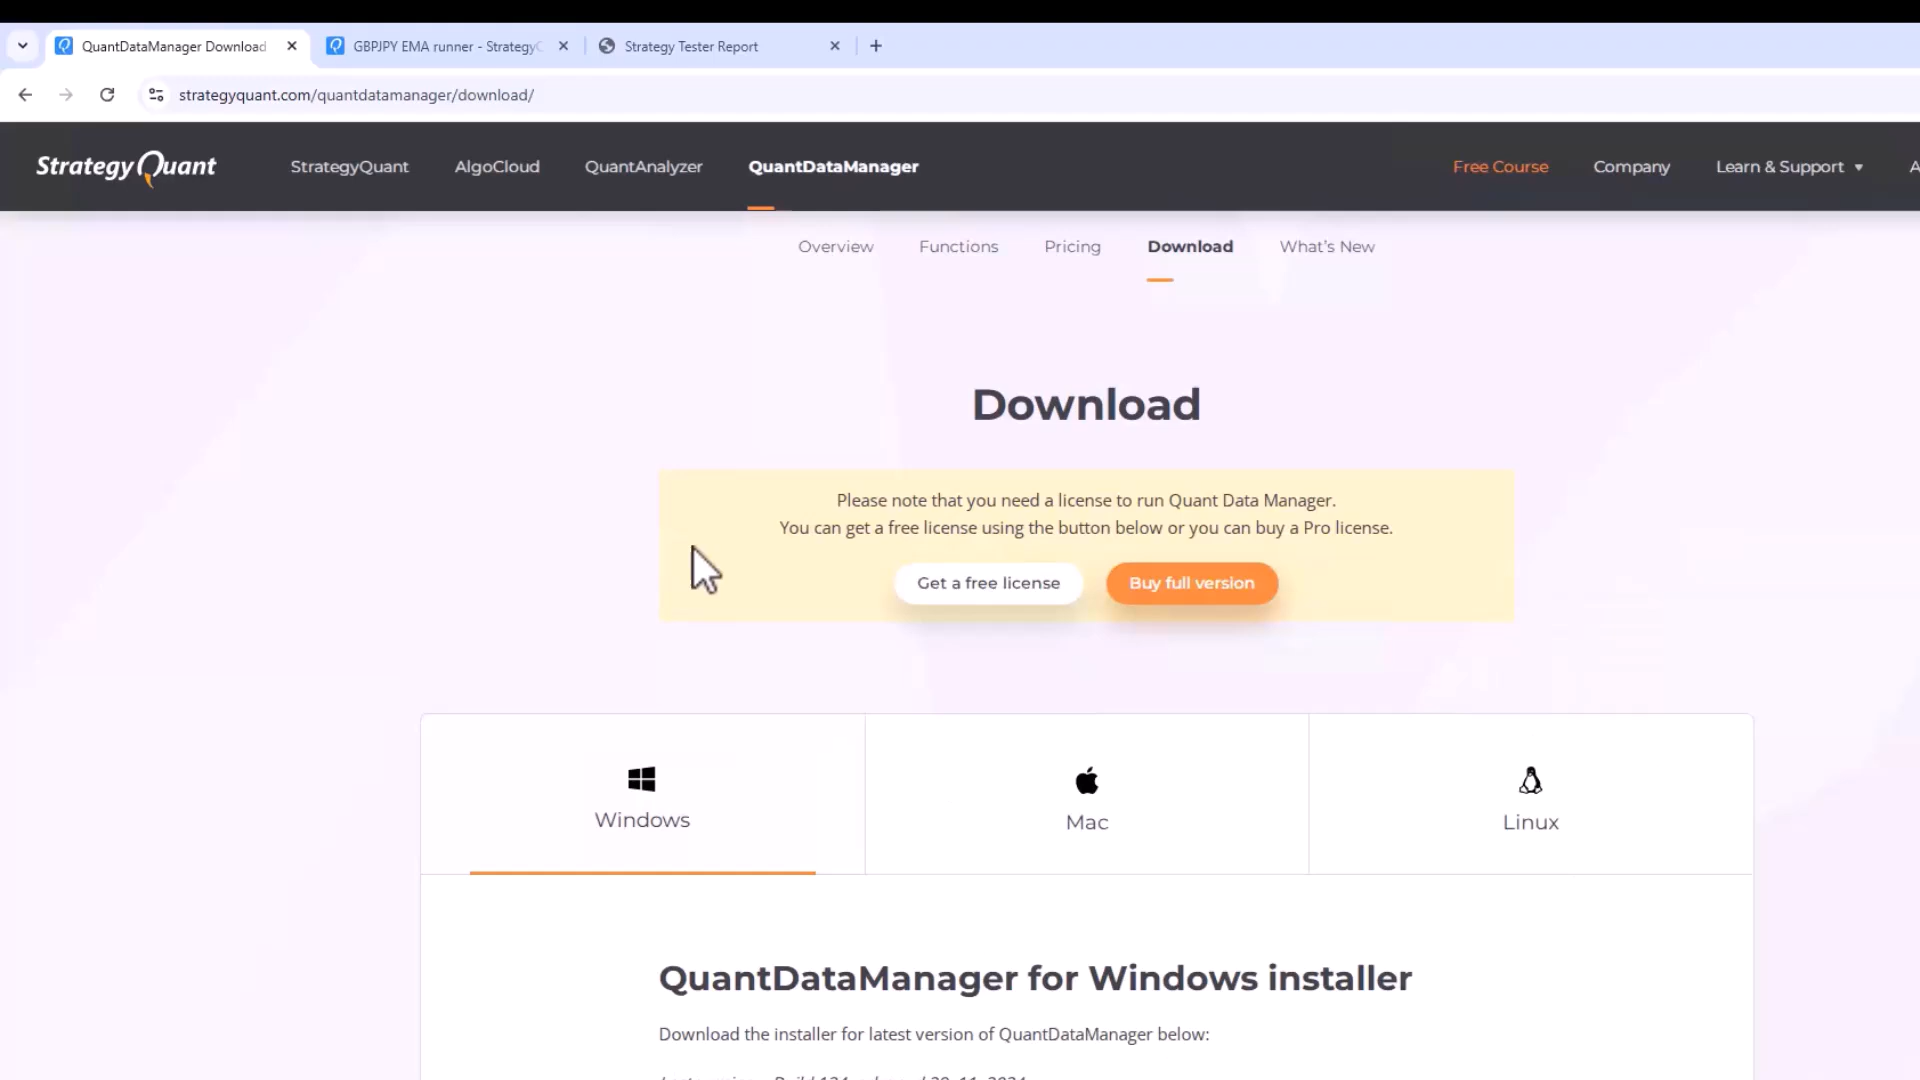 QuantDataManager Download
GBPJPY EMA runner - Strategy
Strategy Tester Report
strategyquant.com/quantdatamanager/download/
StrategyQuant
StrategyQuant
AlgoCloud
QuantAnalyzer
QuantDataManager
Free Course
Company
Learn & Support
Overview
Functions
Pricing
Download
What's New
Download
Please note that you need a license to run Quant Data Manager.
You can get a free license using the button below or you can buy a Pro license.
Get a free license
Buy full version
Windows
Mac
Linux
QuantDataManager for Windows installer
Download the installer for latest version of QuantDataManager below: